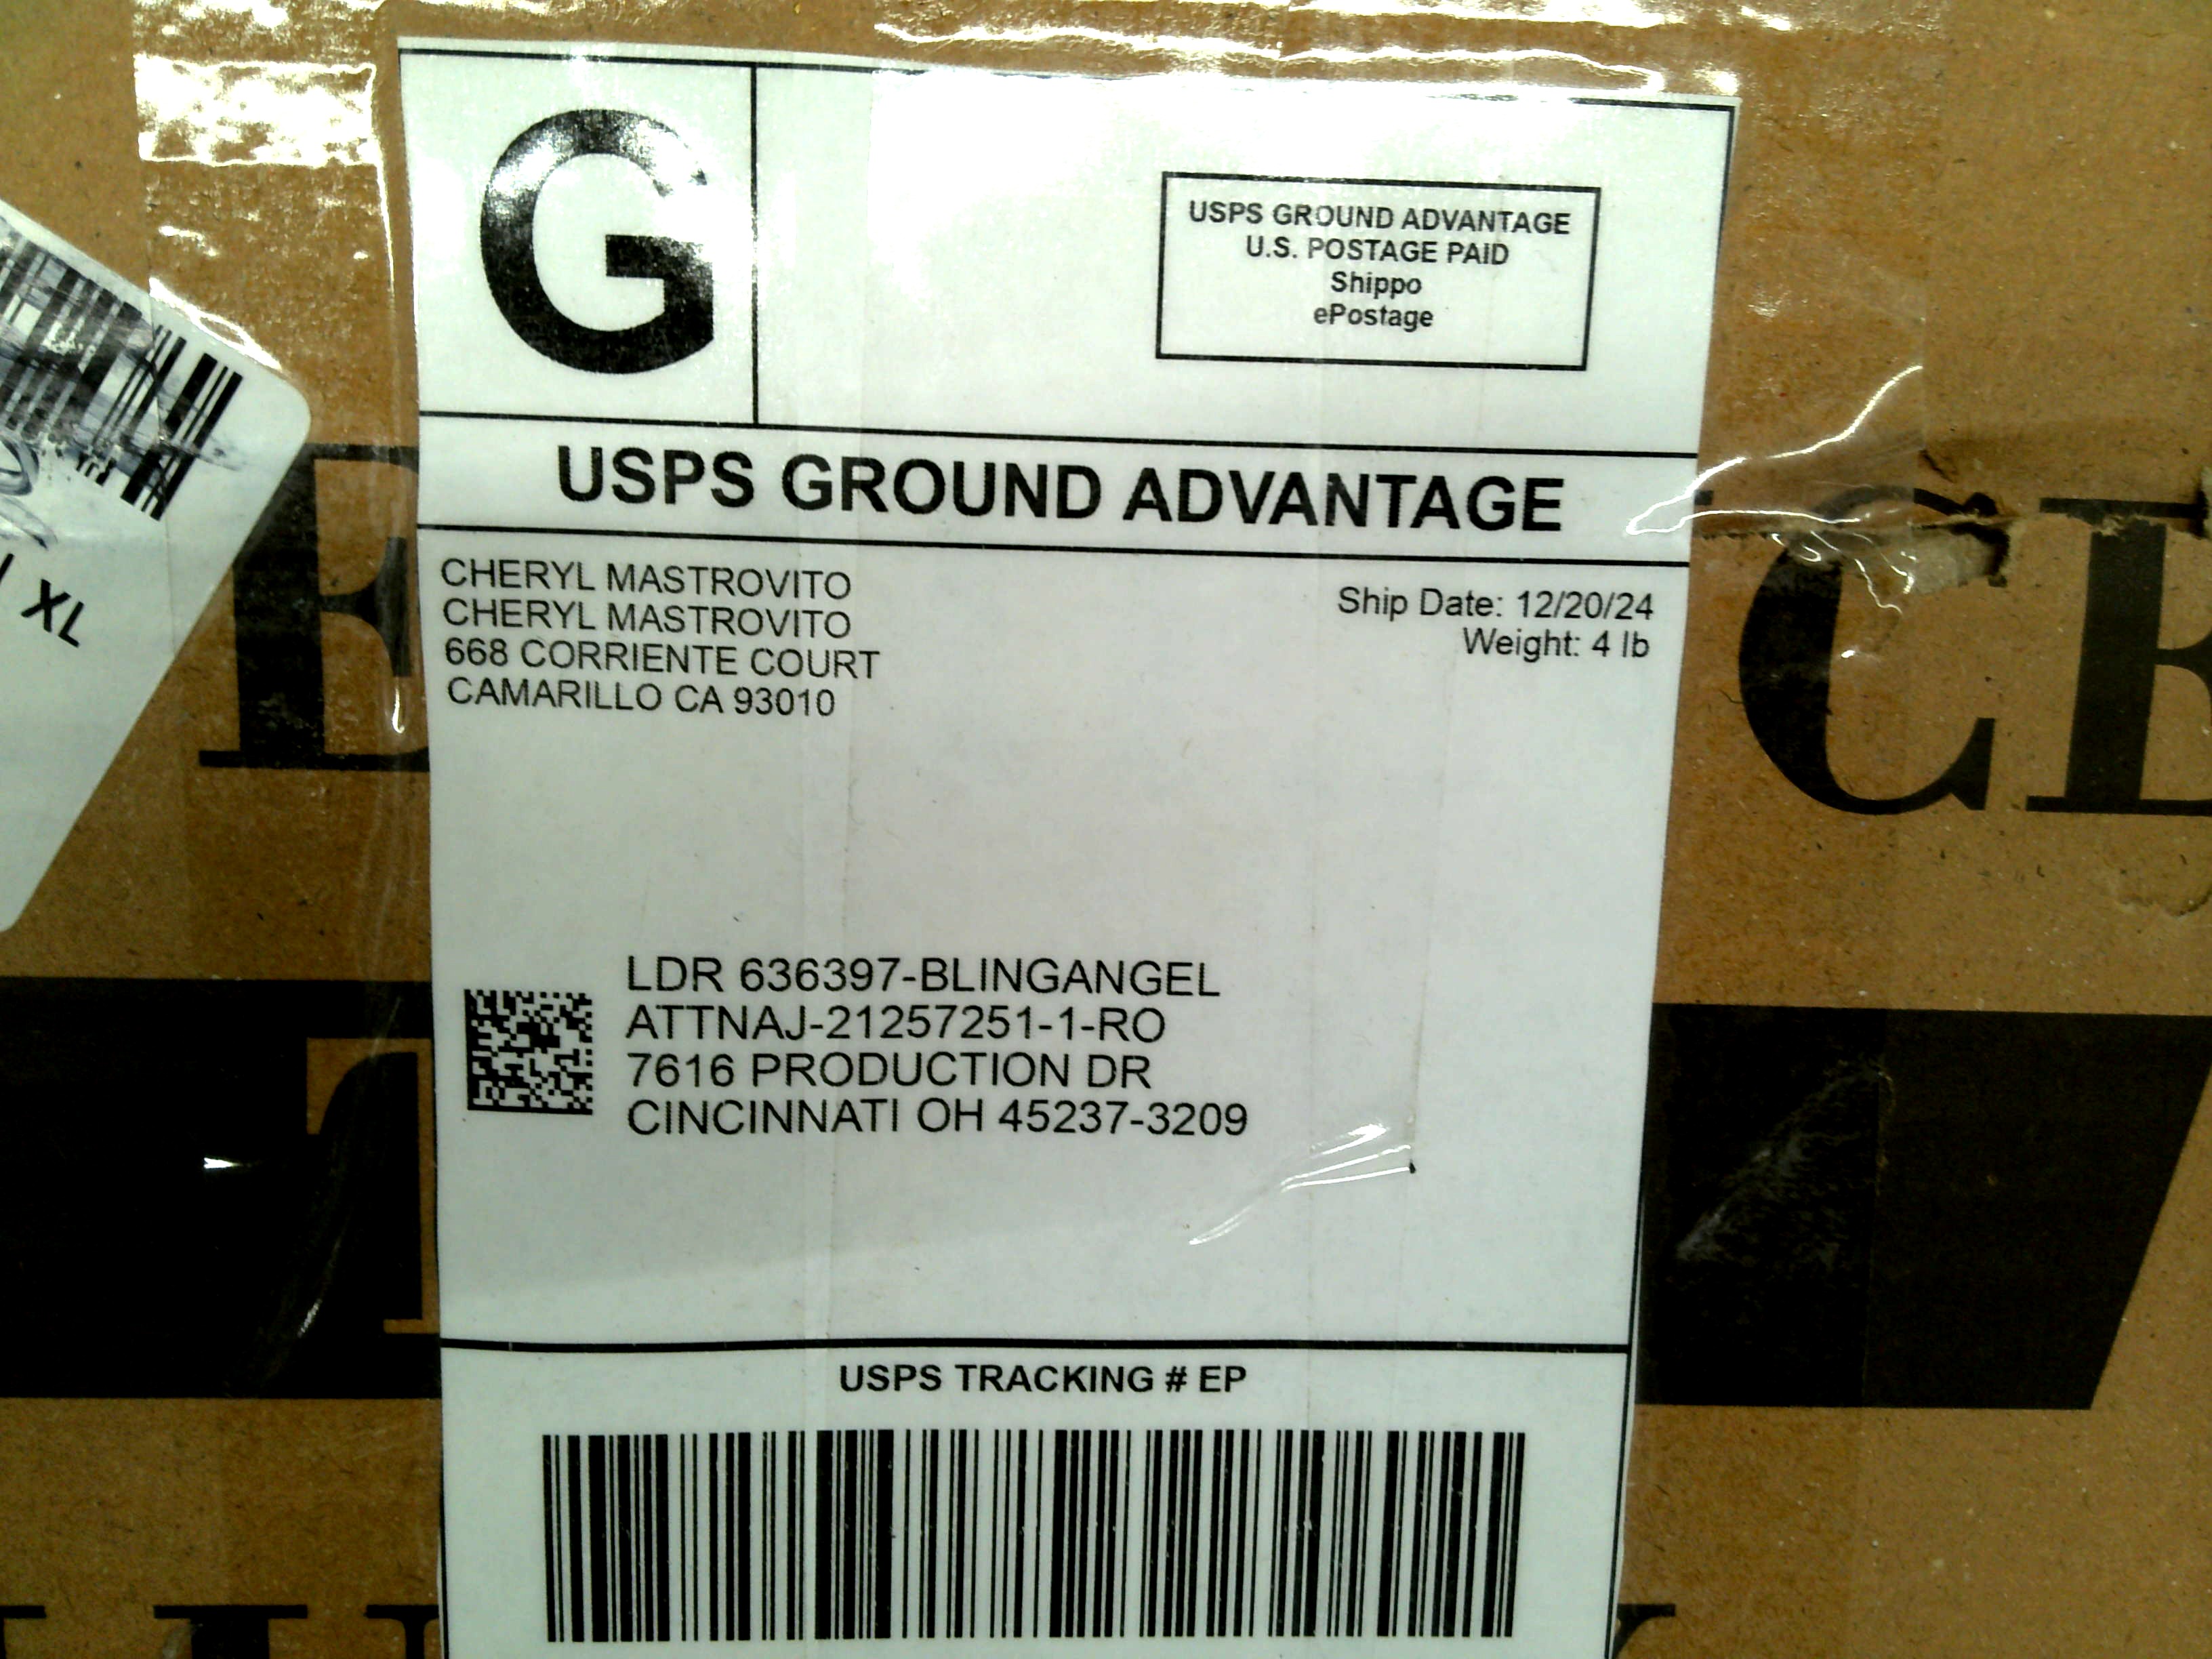 G
USPS GROUND ADVANTAGE
U.S. POSTAGE PAID
Shippo
ePostage
USPS GROUND ADVANTAGE
CHERYL MASTROVITO
CHERYL MASTROVITO
668 CORRIENTE COURT
CAMARILLO CA 93010
Ship Date: 12/20/24
Weight: 4 lb
XL
LDR 636397-BLINGANGEL
ATTNAJ-21257251-1-RO
7616 PRODUCTION DR
CINCINNATI OH 45237-3209
USPS TRACKING # EP